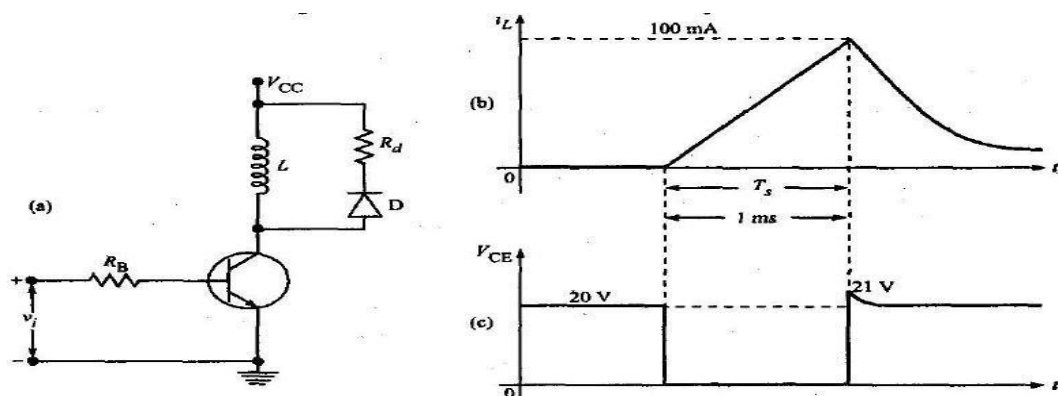 (a)
V_CC
L
R_d
D
R_B
+
v_i
−
(b)
i_L
100 mA
0
t
T_s
1 ms
(c)
V_CE
20 V
21 V
0
t